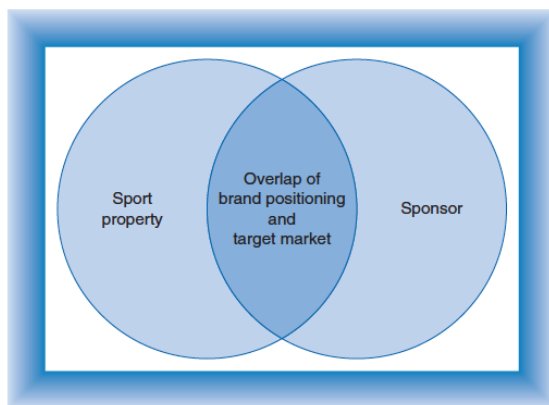 Sport
property
Overlap of
brand positioning
and
target market
Sponsor